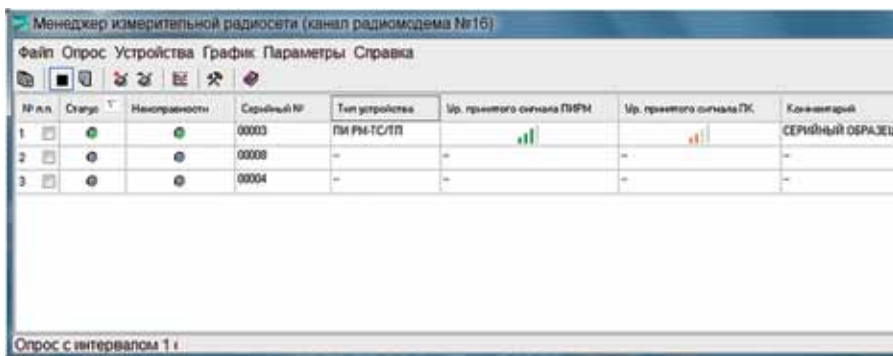 Менеджер измерительной радиосети (канал радиомодема №16)
Файл Опрос Устройства График Параметры Справка
№ п.п. Статус Неисправности Серийный № Тип устройства Ур. принятого сигнала ПИРМ Ур. принятого сигнала ПК Комментарий
1 00003 ПИ РМ-ТС/ТП СЕРИЙНЫЙ ОБРАЗЕЦ
2 00008 -- -- -- --
3 00004 -- -- -- --
Опрос с интервалом 1